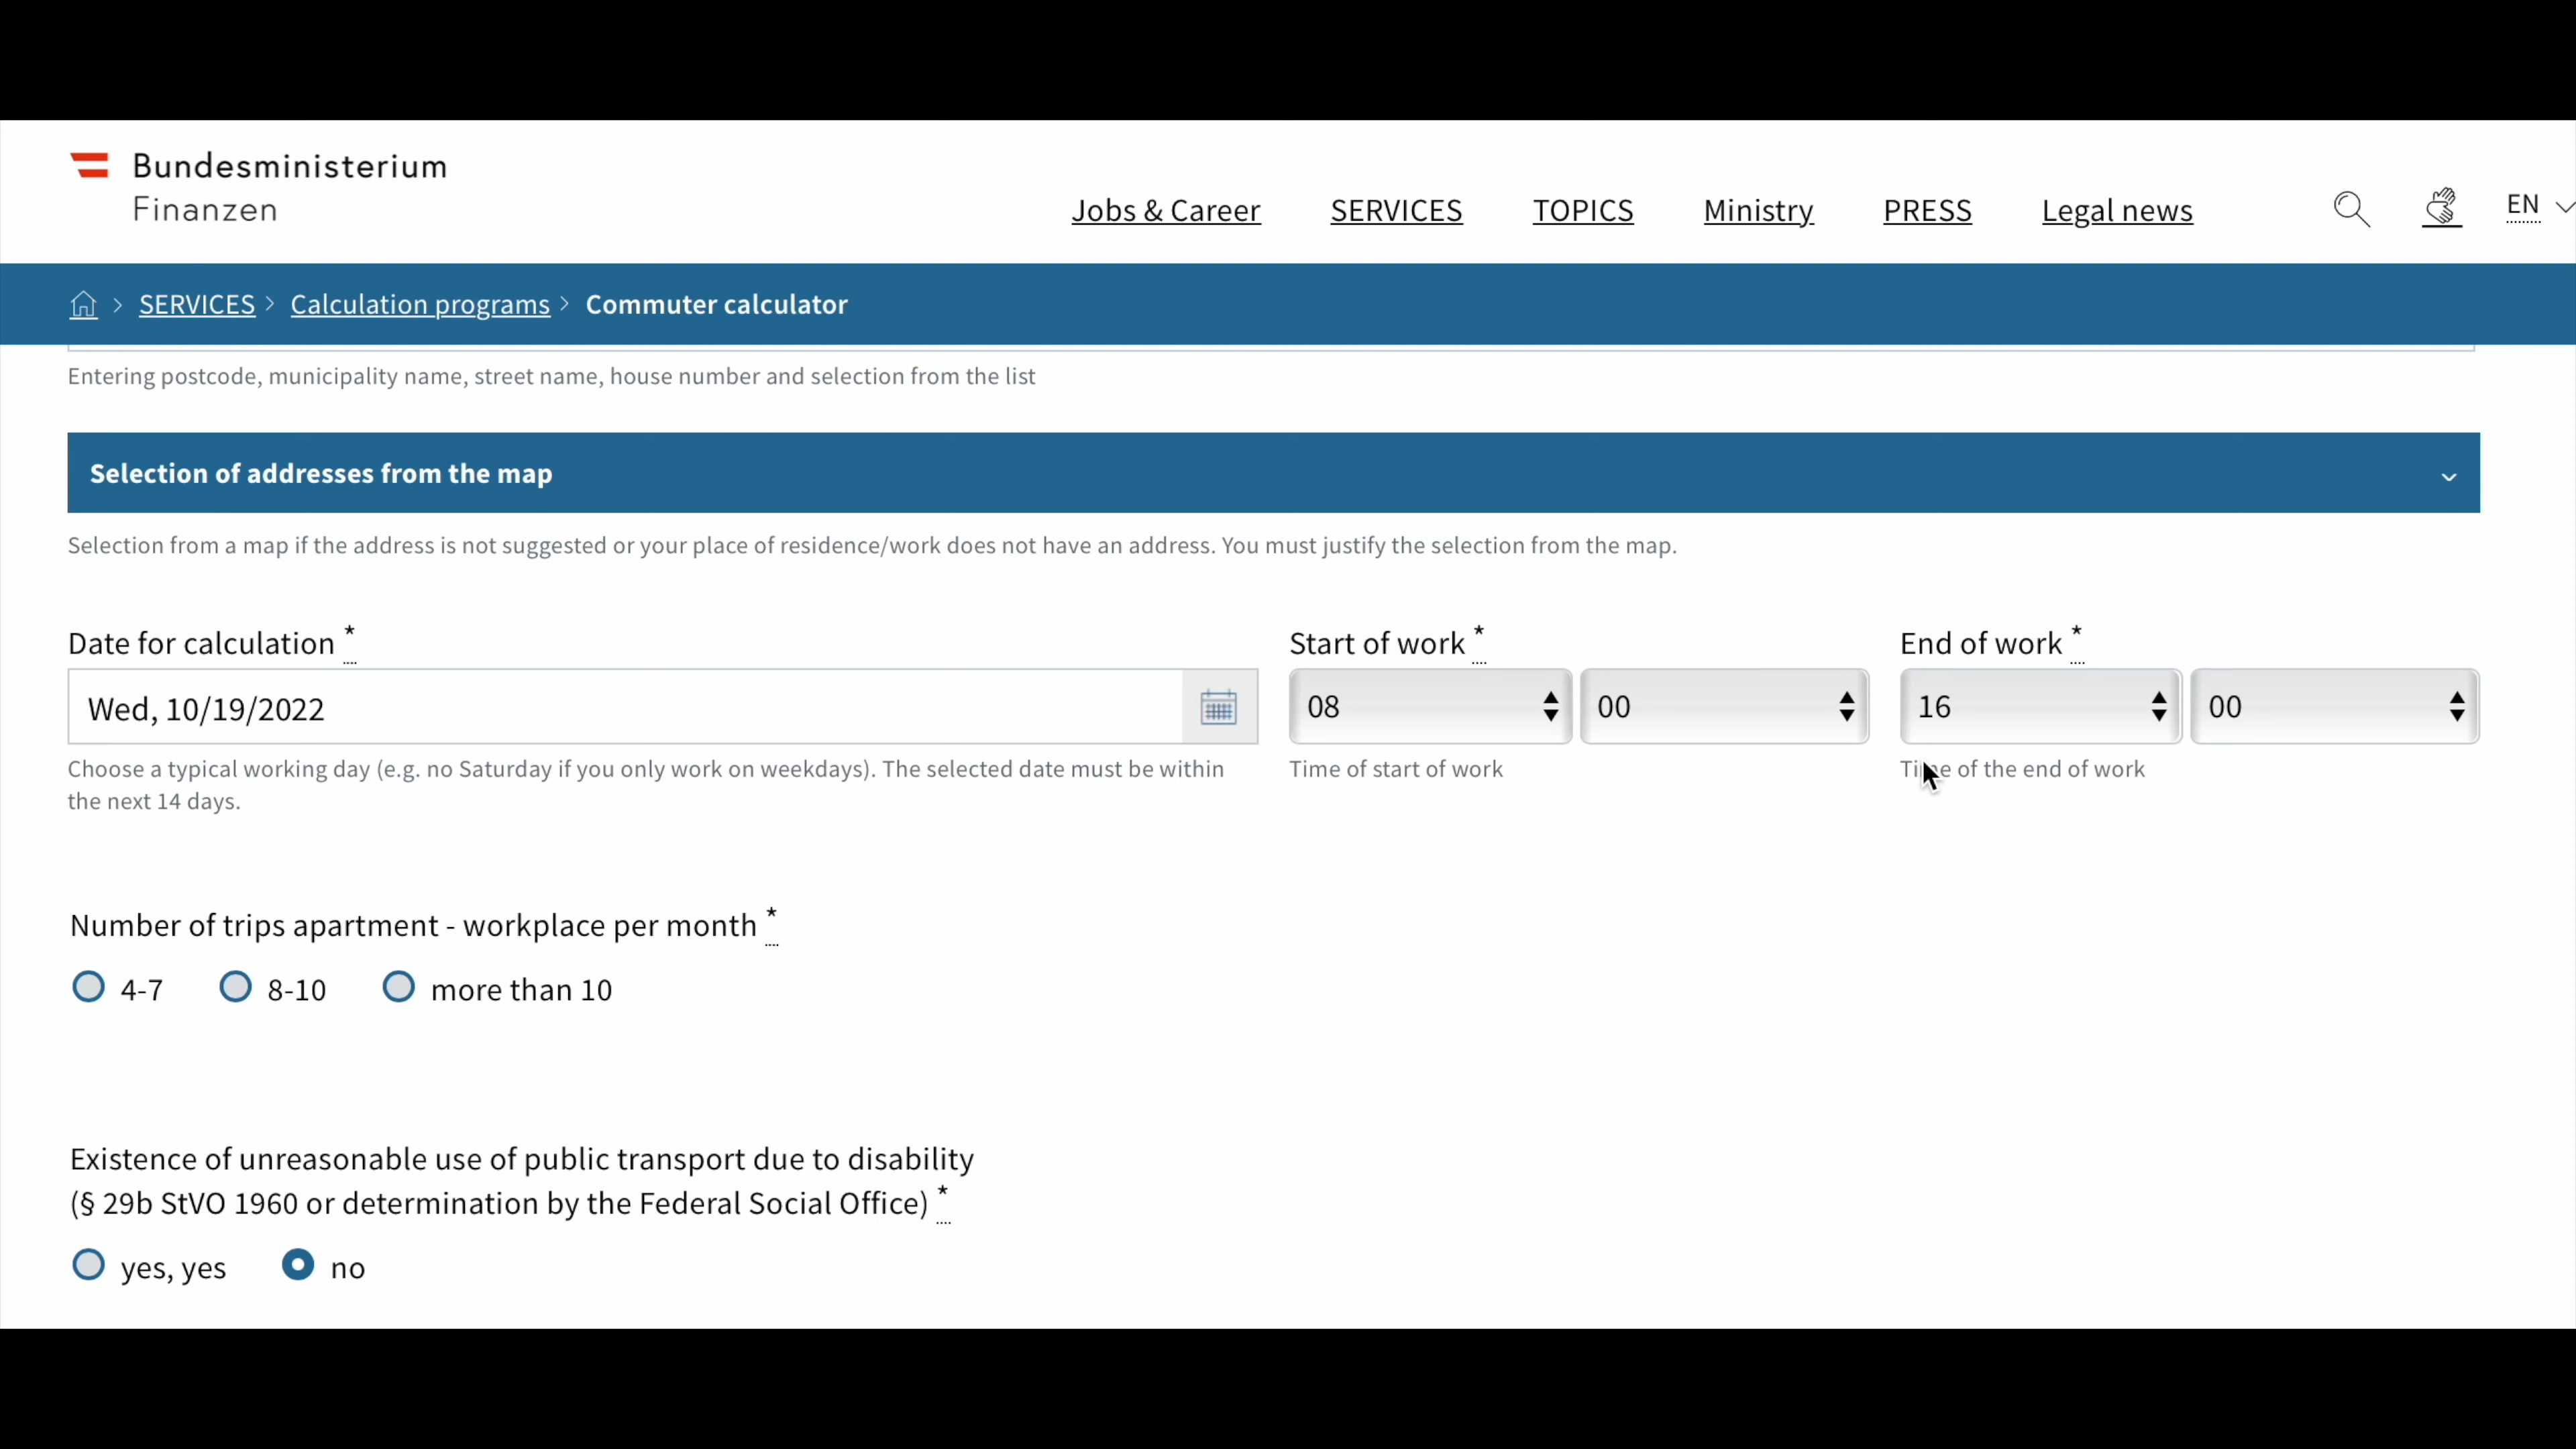 Bundesministerium
Finanzen
Jobs & Career SERVICES TOPICS Ministry PRESS Legal news EN
SERVICES > Calculation programs > Commuter calculator
Entering postcode, municipality name, street name, house number and selection from the list
Selection of addresses from the map
Selection from a map if the address is not suggested or your place of residence/work does not have an address. You must justify the selection from the map.
Date for calculation * Start of work * End of work *
Wed, 10/19/2022 08 00 16 00
Choose a typical working day (e.g. no Saturday if you only work on weekdays). The selected date must be within Time of start of work Time of the end of work
the next 14 days.
Number of trips apartment - workplace per month *
4-7 8-10 more than 10
Existence of unreasonable use of public transport due to disability
(§ 29b StVO 1960 or determination by the Federal Social Office) *
yes, yes no